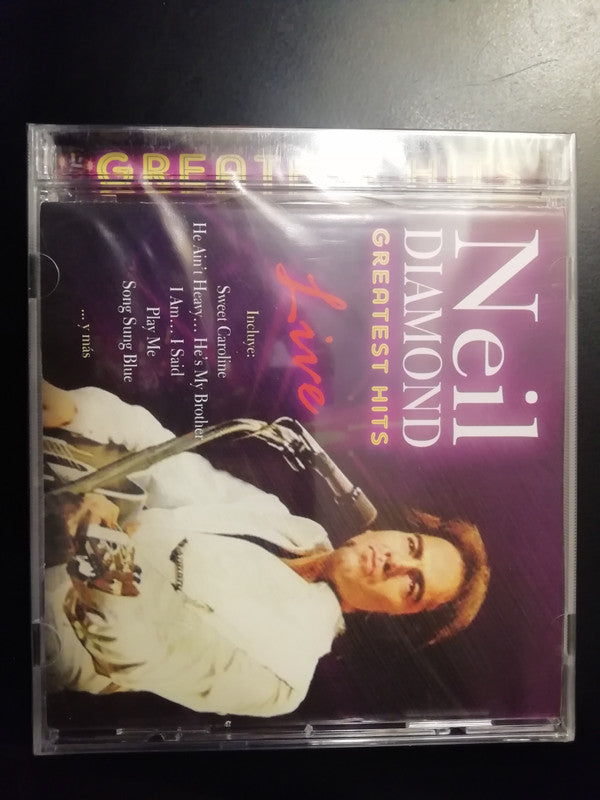 GREATEST HITS
Neil
DIAMOND
GREATEST HITS
Live
Incluye:
Sweet Caroline
He Ain't Heavy... He's My Brother
I Am... I Said
Play Me
Song Sung Blue
... y más